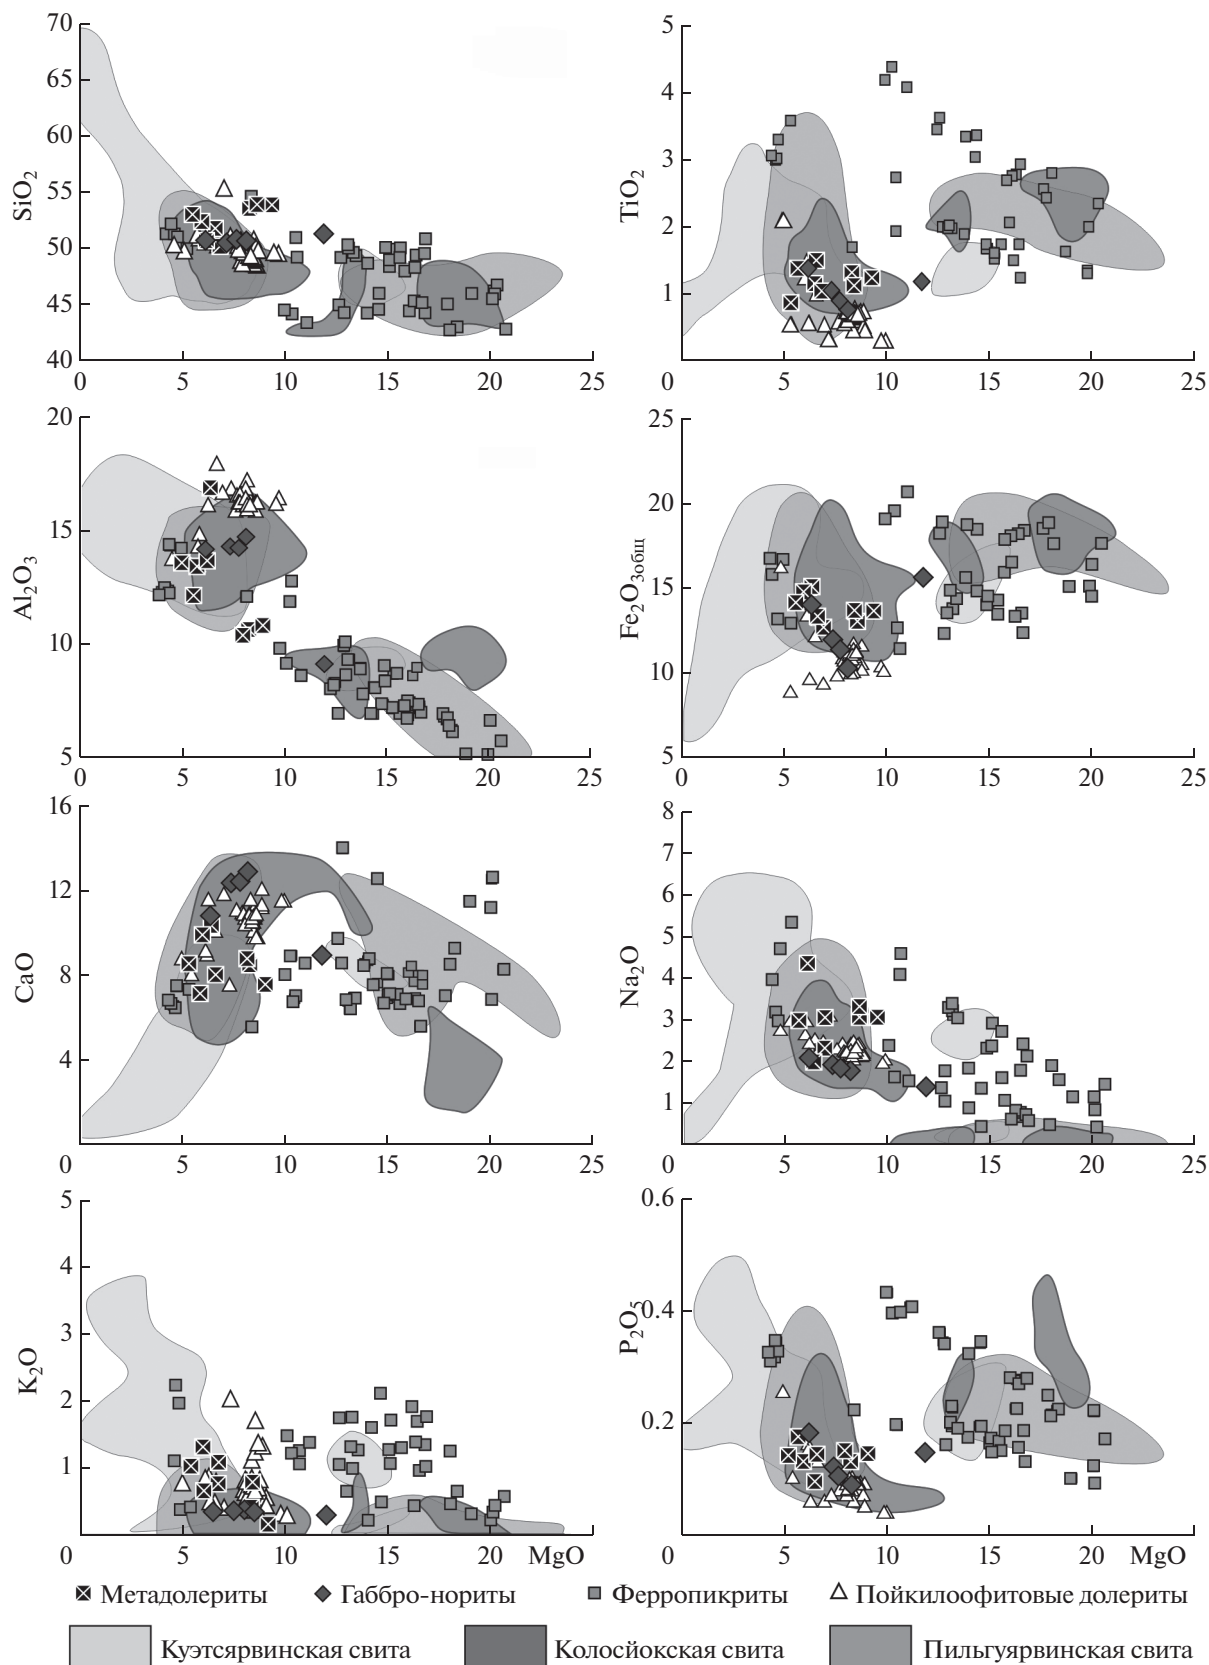 70
65
60
55
50
45
40
SiO2
0 5 10 15 20 25
5
4
3
2
1
TiO2
0 5 10 15 20 25
20
15
10
5
Al2O3
0 5 10 15 20 25
25
20
15
10
5
Fe2O3общ
0 5 10 15 20 25
16
12
8
4
CaO
0 5 10 15 20 25
8
7
6
5
4
3
2
1
Na2O
0 5 10 15 20 25
5
4
3
2
1
K2O
0 5 10 15 20 MgO
0.6
0.4
0.2
P2O5
0 5 10 15 20 MgO
Метадолериты Габбро-нориты Ферропикриты Пойкилоофитовые долериты
Куэтсярвинская свита Колосйокская свита Пильгуярвинская свита